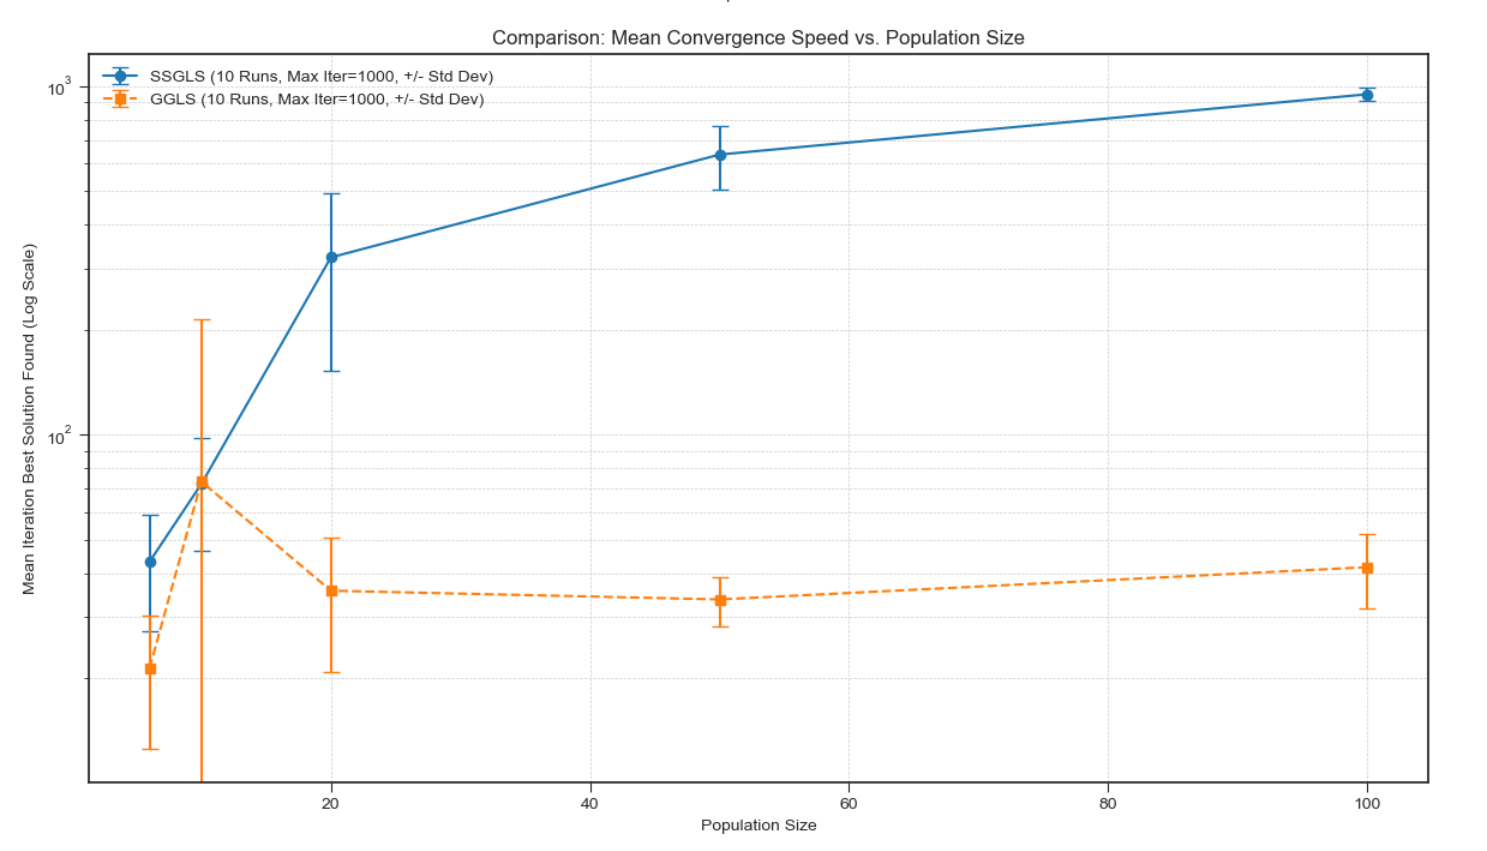 Comparison: Mean Convergence Speed vs. Population Size
SSGLS (10 Runs, Max Iter=1000, +/- Std Dev)
GGLS (10 Runs, Max Iter=1000, +/- Std Dev)
10³
10²
Mean Iteration Best Solution Found (Log Scale)
20 40 60 80 100
Population Size